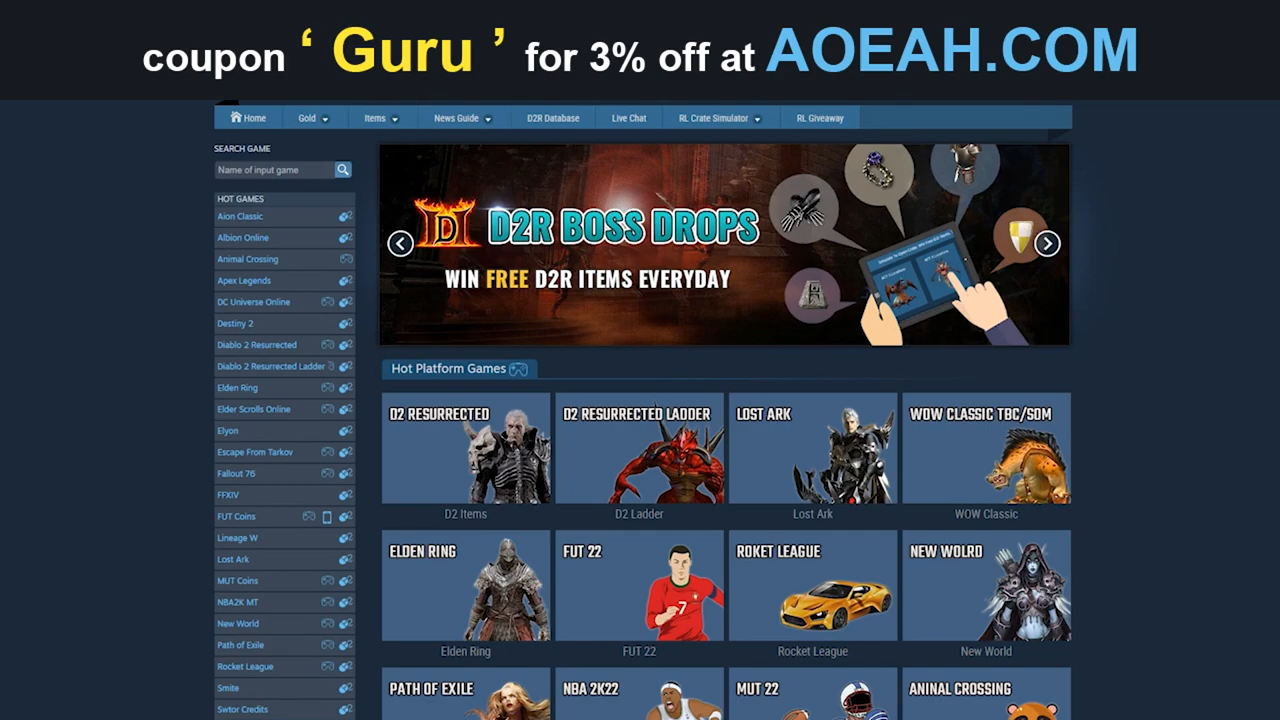 coupon ‘ Guru ’ for 3% off at AOEAH.COM
Home Gold Items News Guide D2R Database Live Chat RL Crate Simulator RL Giveaway
SEARCH GAME
Name of input game
HOT GAMES
Aion Classic
Albion Online
Animal Crossing
Apex Legends
DC Universe Online
Destiny 2
Diablo 2 Resurrected
Diablo 2 Resurrected Ladder
Elden Ring
Elder Scrolls Online
Elyon
Escape From Tarkov
Fallout 76
FFXIV
FUT Coins
Lineage W
Lost Ark
MUT Coins
NBA2K MT
New World
Path of Exile
Rocket League
Smite
Swtor Credits
D2R BOSS DROPS
WIN FREE D2R ITEMS EVERYDAY
Hot Platform Games
D2 RESURRECTED
D2 RESURRECTED LADDER
LOST ARK
WOW CLASSIC TBC/SOM
D2 Items
D2 Ladder
Lost Ark
WOW Classic
ELDEN RING
FUT 22
7
ROKET LEAGUE
NEW WOLRD
Elden Ring
FUT 22
Rocket League
New World
PATH OF EXILE
NBA 2K22
MUT 22
ANINAL CROSSING